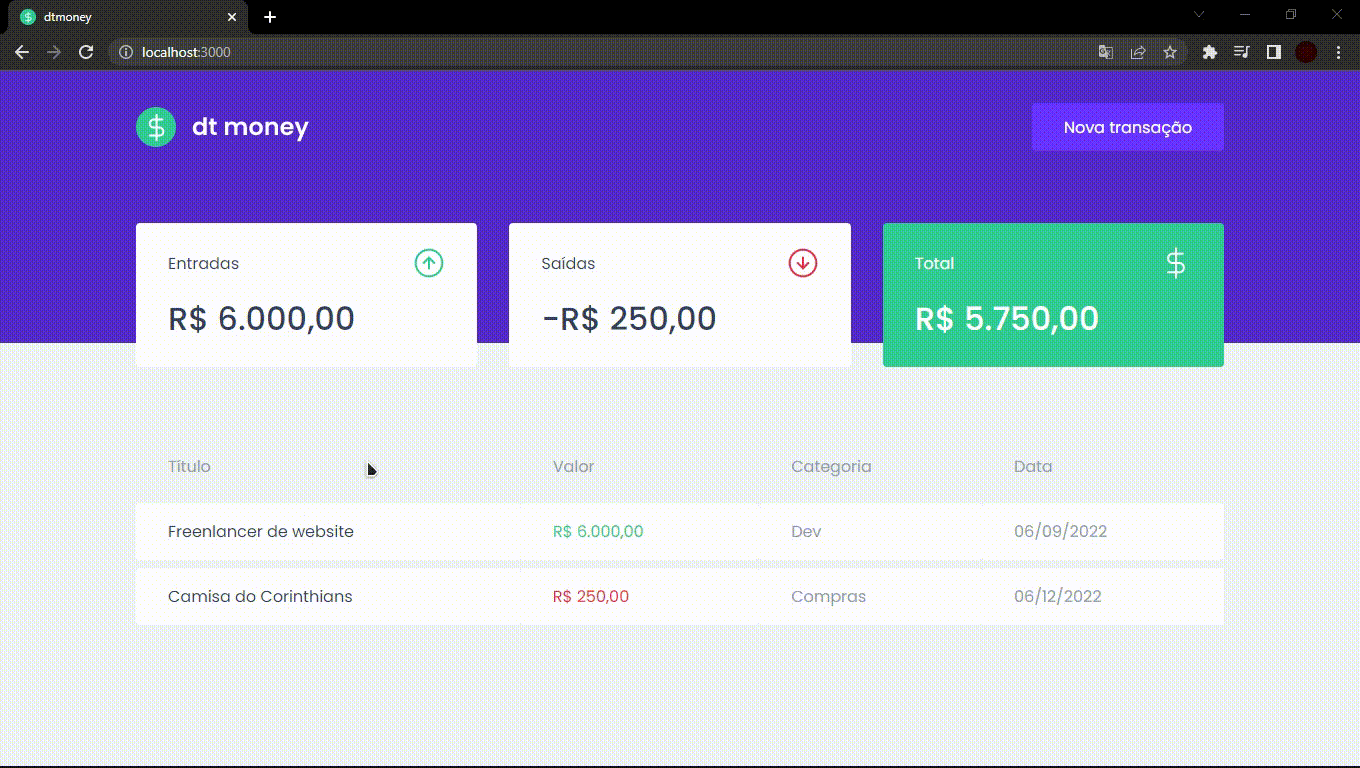 dtmoney
localhost:3000
dt money
Nova transação
Entradas
R$ 6.000,00
Saídas
-R$ 250,00
Total
R$ 5.750,00
Título Valor Categoria Data
Freenlancer de website R$ 6.000,00 Dev 06/09/2022
Camisa do Corinthians R$ 250,00 Compras 06/12/2022